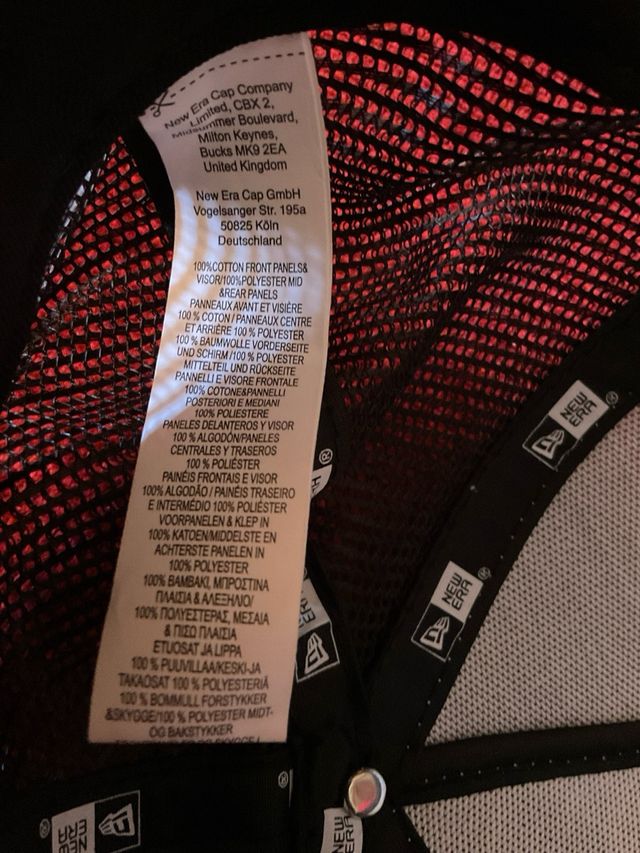 New Era Cap Company
Limited, CBX 2,
Midsummer Boulevard,
Milton Keynes,
Bucks MK9 2EA
United Kingdom
New Era Cap GmbH
Vogelsanger Str. 195a
50825 Köln
Deutschland
100%COTTON FRONT PANELS&
VISOR/100%POLYESTER MID
&REAR PANELS
PANNEAUX AVANT ET VISIÈRE
100 % COTON / PANNEAUX CENTRE
ET ARRIÈRE 100 % POLYESTER
100 % BAUMWOLLE VORDERSEITE
UND SCHIRM /100 % POLYESTER
MITTELTEIL UND RÜCKSEITE
PANNELLI E VISORE FRONTALE
100% COTONE&PANNELLI
POSTERIORI E MEDIANI
100% POLIESTERE
PANELES DELANTEROS Y VISOR
100 % ALGODÓN/PANELES
CENTRALES Y TRASEROS
100 % POLIÉSTER
PAINÉIS FRONTAIS E VISOR
100% ALGODÃO / PAINÉIS TRASEIRO
E INTERMÉDIO 100% POLIÉSTER
VOORPANELEN & KLEP IN
100% KATOEN/MIDDELSTE EN
ACHTERSTE PANELEN IN
100% POLYESTER
100% ΒΑΜΒΑΚΙ, ΜΠΡΟΣΤΙΝΑ
ΠΛΑΙΣΙΑ & ΑΛΕΞΗΛΙΟ/
100% ΠΟΛΥΕΣΤΕΡΑΣ, ΜΕΣΑΙΑ
& ΠΙΣΩ ΠΛΑΙΣΙΑ
ETUOSAT JA LIPPA
100 % PUUVILLAA/KESKI-JA
TAKAOSAT 100 % POLYESTERIÄ
100 % BOMMULL FORSTYKKER
&SKYGGE/100 % POLYESTER MIDT-
OG BAKSTYKKER
NEW ERA ®
NEW ERA ®
NEW ERA